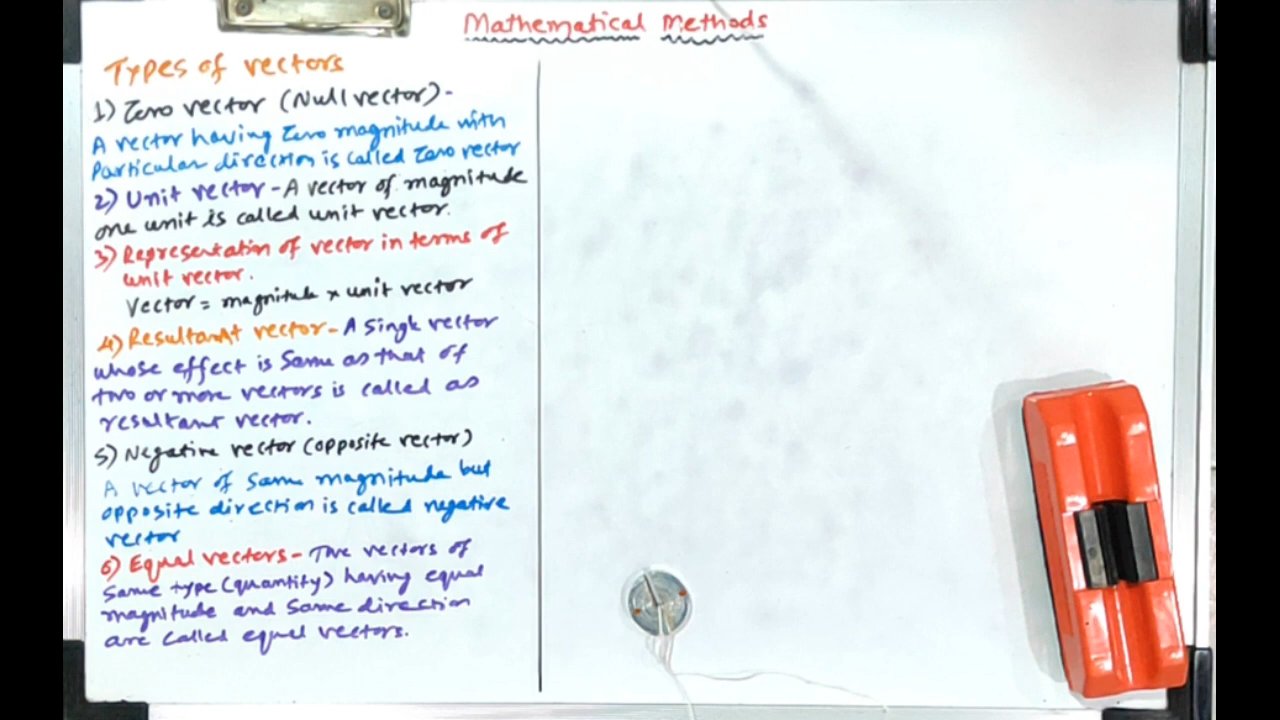 Mathematical Methods
Types of vectors
1) Zero vector (Null vector) -
A vector having Zero magnitude with
Particular direction is called Zero vector
2) Unit vector - A vector of magnitude
one unit is called unit vector.
3) Representation of vector in terms of
unit vector.
Vector = magnitude × unit vector
4) Resultant vector - A Single vector
whose effect is Same as that of
two or more vectors is called as
resultant vector.
5) Negative vector (opposite vector)
A vector of Same magnitude but
opposite direction is called negative
vector
6) Equal vectors - The vectors of
Same type (quantity) having equal
magnitude and Same direction
are called equal vectors.